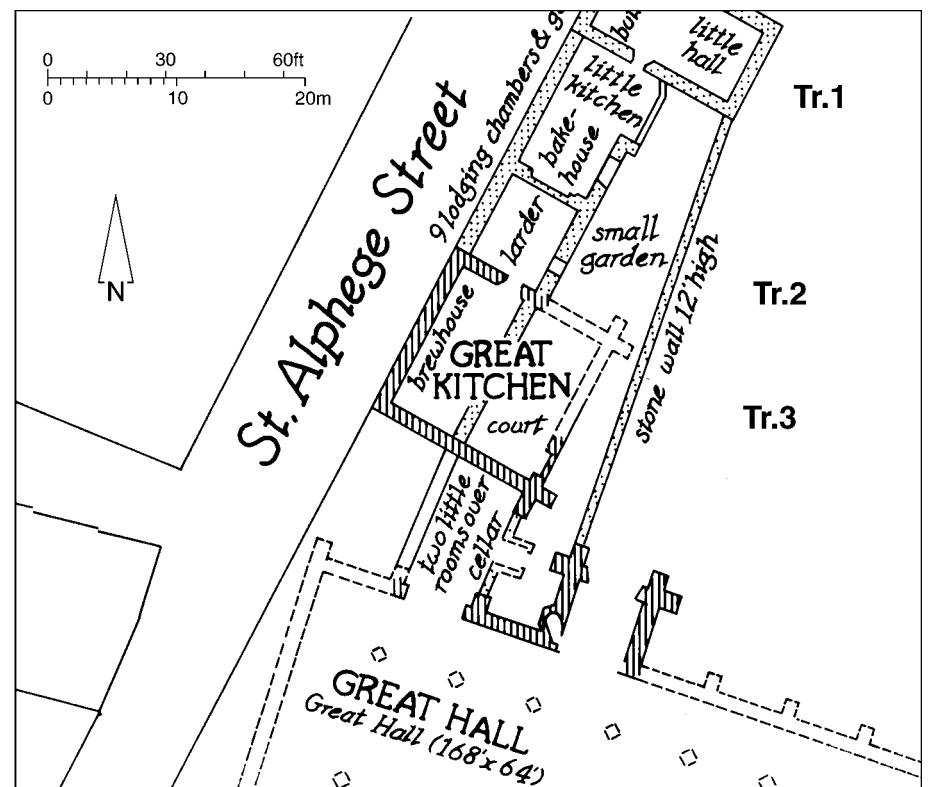 0 30 60ft
0 10 20m
N
St. Alphege Street
9 lodging chambers &
little
hall
little
kitchen
bake-
house
Tr.1
larder
small
garden
Tr.2
stone wall 12' high
brewhouse
GREAT
KITCHEN
court
Tr.3
two little
rooms over
cellar
GREAT HALL
Great Hall (168'x 64')